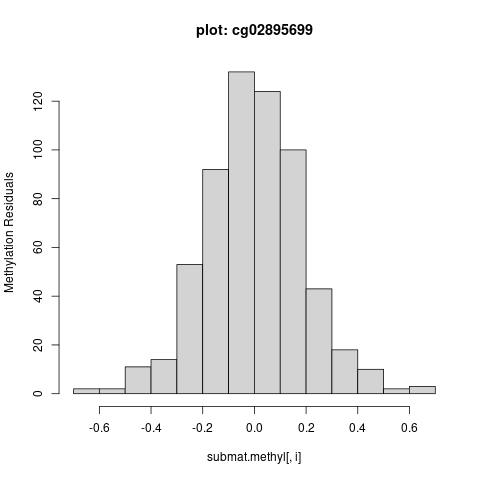 plot: cg02895699
Methylation Residuals
0 20 40 60 80 100 120
-0.6 -0.4 -0.2 0.0 0.2 0.4 0.6
submat.methyl[, i]